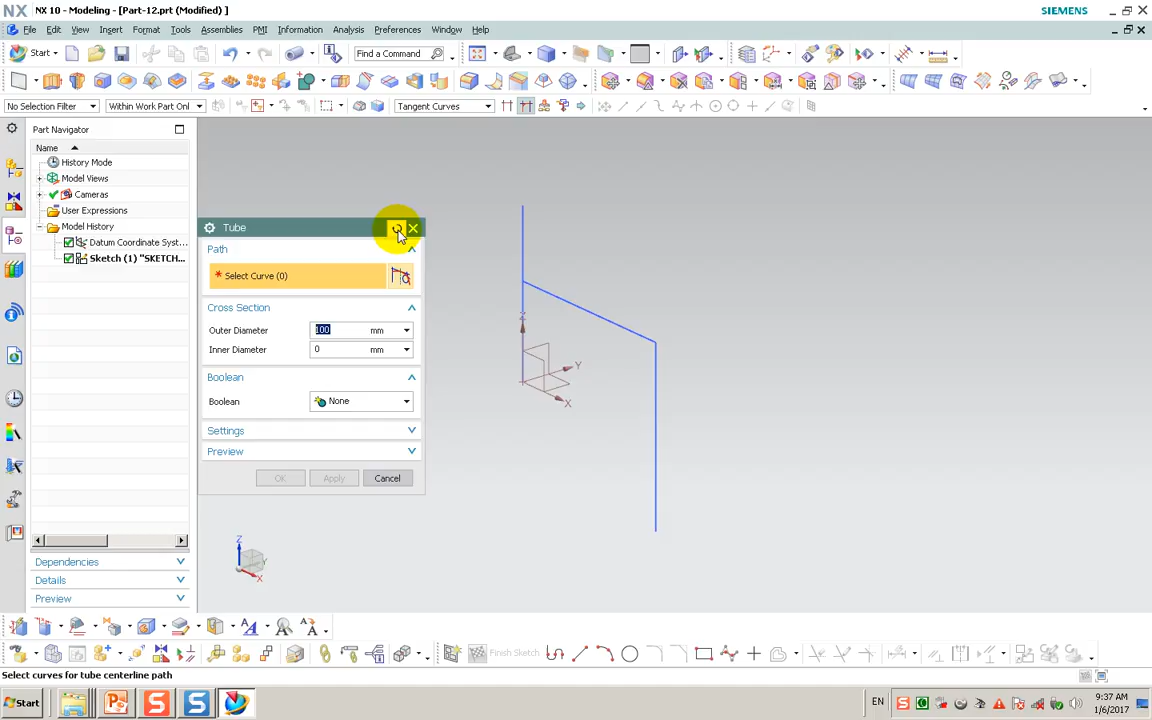 NX 10 - Modeling - [Part-12.prt (Modified) ]
SIEMENS
File Edit View Insert Format Tools Assemblies PMI Information Analysis Preferences Window Help
Start
Find a Command
No Selection Filter
Within Work Part Onl
Tangent Curves
Part Navigator
Name
History Mode
Model Views
Cameras
User Expressions
Model History
Datum Coordinate Syst...
Sketch (1) "SKETCH...
Dependencies
Details
Preview
Tube
Path
* Select Curve (0)
Cross Section
Outer Diameter 100 mm
Inner Diameter 0 mm
Boolean
Boolean None
Settings
Preview
OK Apply Cancel
Z
Y
X
Z
Y
X
Finish Sketch
Select curves for tube centerline path
Start
EN
9:37 AM
1/6/2017